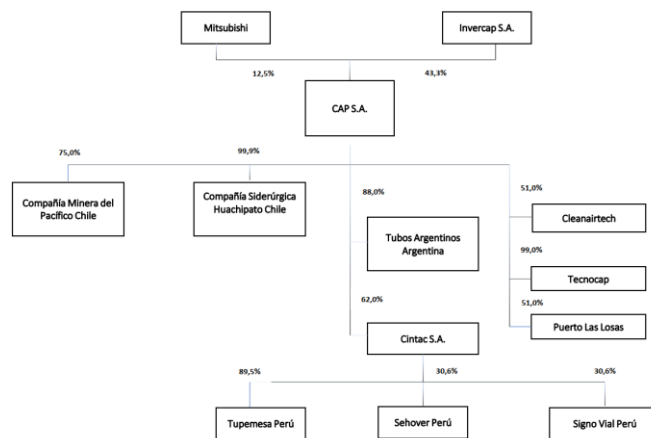 Mitsubishi
Invercap S.A.
12,5%
43,3%
CAP S.A.
75,0%
99,9%
Compañía Minera del
Pacífico Chile
Compañía Siderúrgica
Huachipato Chile
88,0%
51,0%
Cleanairtech
Tubos Argentinos
Argentina
99,0%
Tecnocap
62,0%
51,0%
Puerto Las Losas
Cintac S.A.
89,5%
30,6%
30,6%
Tupemesa Perú
Sehover Perú
Signo Vial Perú